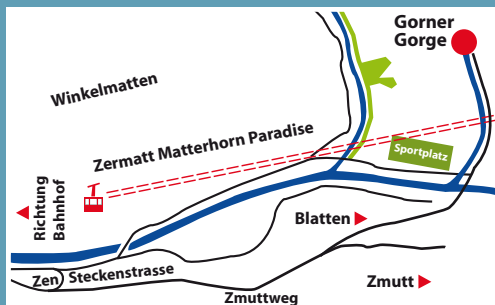 Gorner
Gorge
Winkelmatten
Zermatt Matterhorn Paradise
Sportplatz
Richtung
Bahnhof
Blatten
Zen Steckenstrasse
Zmutt
Zmuttweg